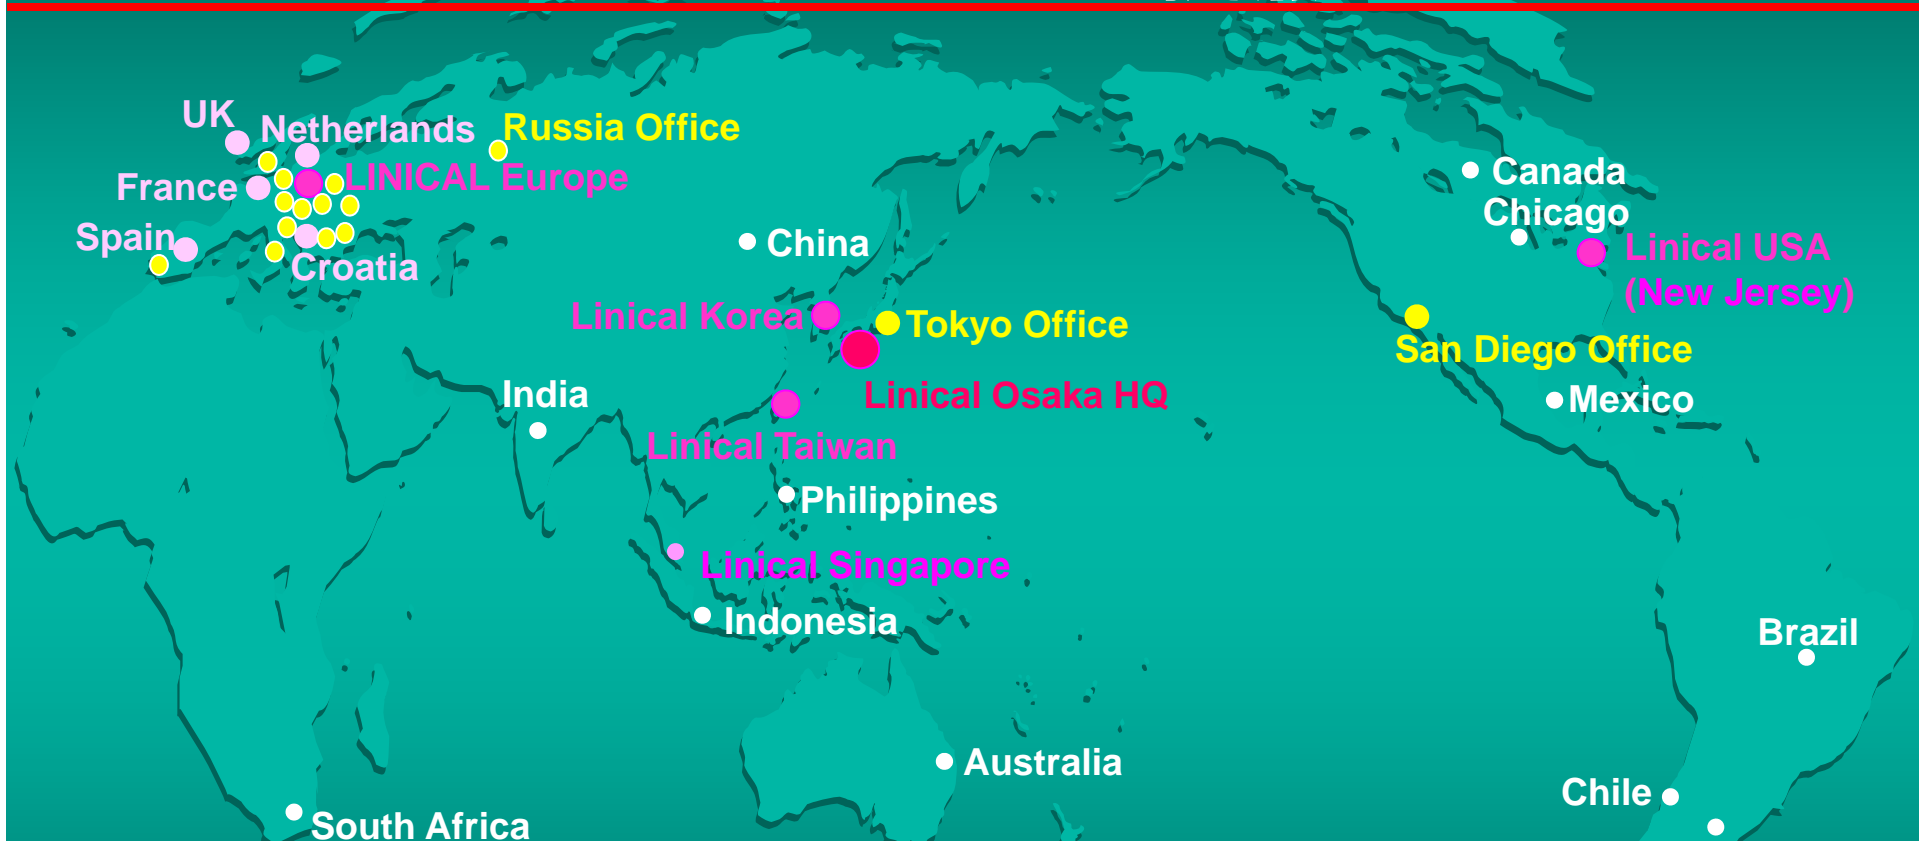 UK
Netherlands
Russia Office
LINICAL Europe
France
Spain
Croatia
China
Canada
Chicago
Linical USA
(New Jersey)
Linical Korea
Tokyo Office
San Diego Office
Linical Osaka HQ
India
Mexico
Linical Taiwan
Philippines
Linical Singapore
Indonesia
Brazil
Australia
Chile
South Africa